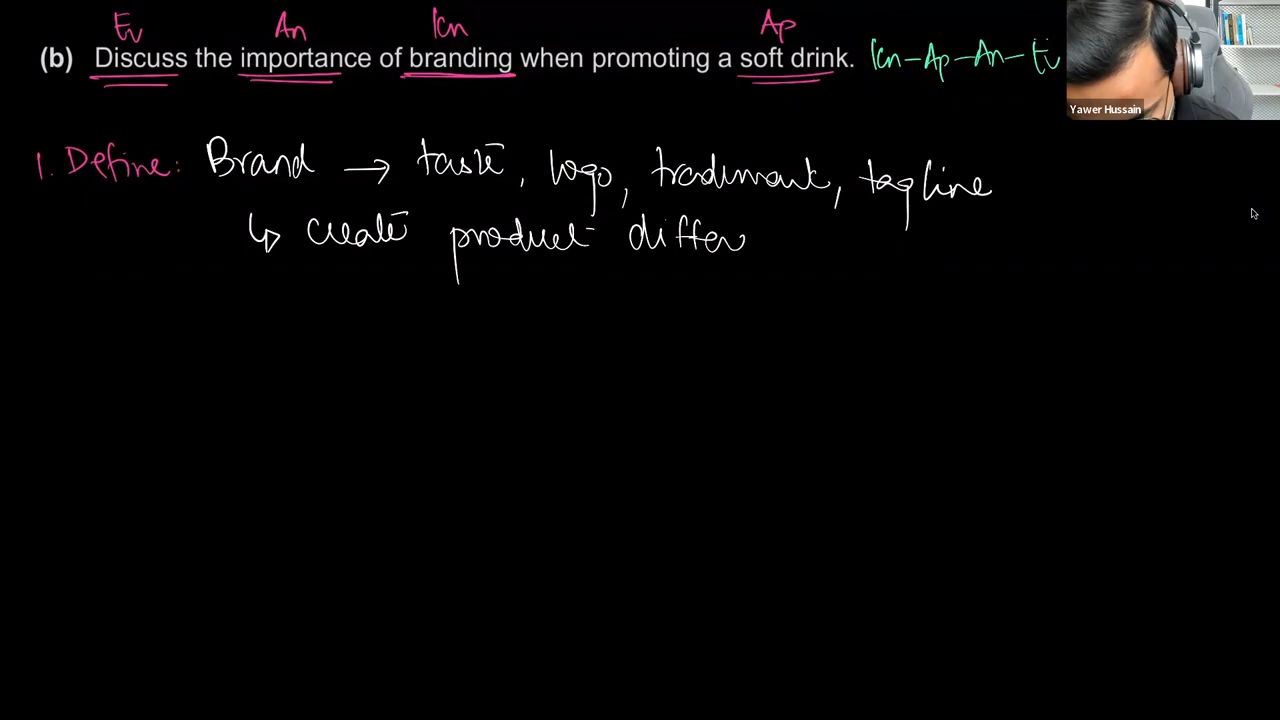 Ev An Kn Ap
(b) Discuss the importance of branding when promoting a soft drink. Kn-Ap-An-Ev
Yawer Hussain
1. Define: Brand → taste, logo, trademark, tagline
↳ create product differ